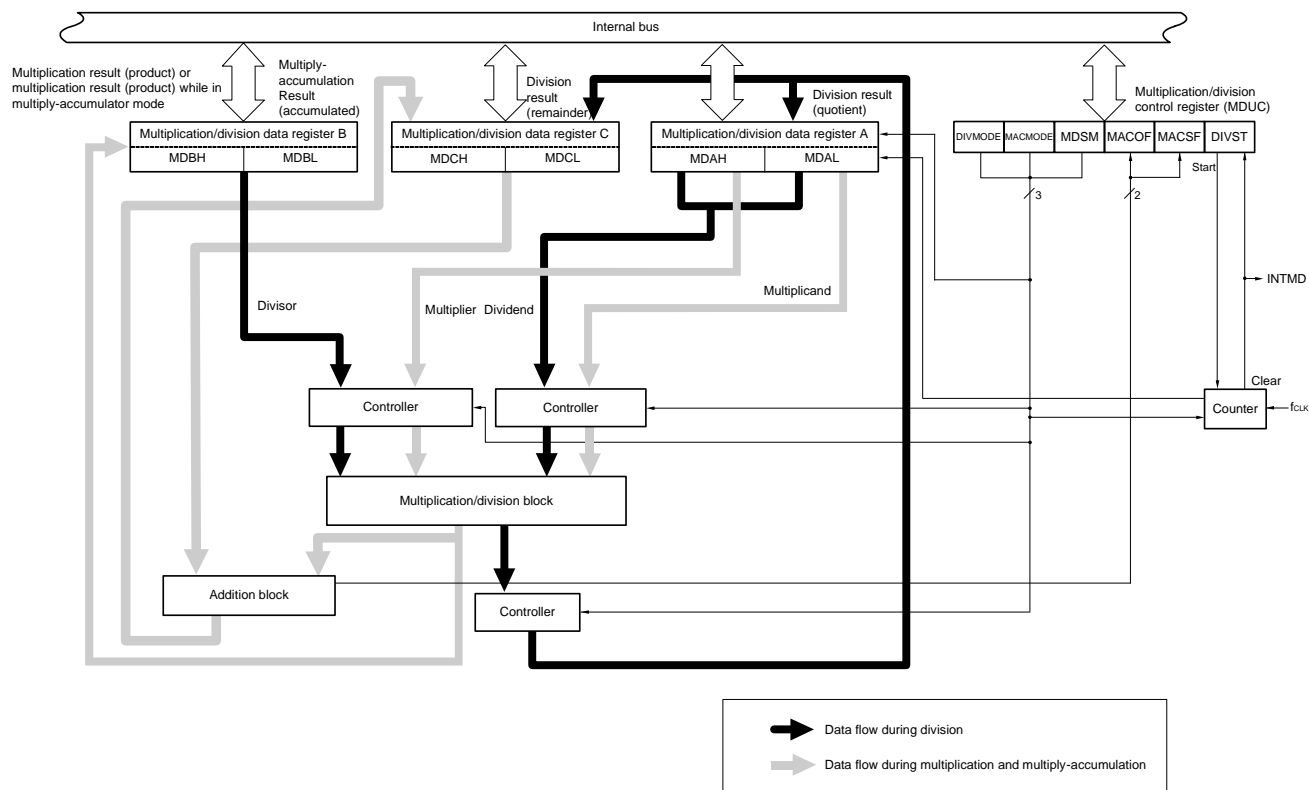 Internal bus
Multiplication result (product) or
multiplication result (product) while in
multiply-accumulator mode
Multiply-
accumulation
Result
(accumulated)
Division
result
(remainder)
Division result
(quotient)
Multiplication/division
control register (MDUC)
Multiplication/division data register B
MDBH
MDBL
Multiplication/division data register C
MDCH
MDCL
Multiplication/division data register A
MDAH
MDAL
DIVMODE
MACMODE
MDSM
MACOF
MACSF
DIVST
Start
3
2
INTMD
Divisor
Multiplier
Dividend
Multiplicand
Clear
Controller
Controller
Counter
fCLK
Multiplication/division block
Addition block
Controller
Data flow during division
Data flow during multiplication and multiply-accumulation